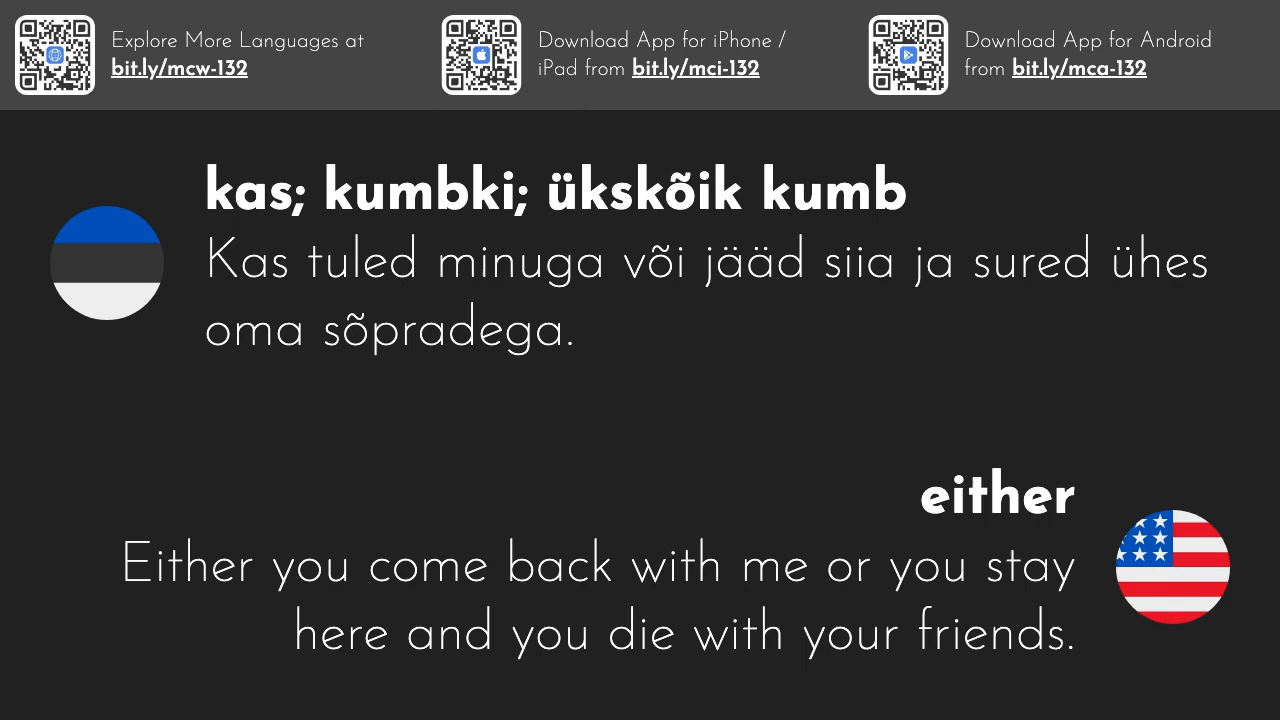 Explore More Languages at
bit.ly/mcw-132
Download App for iPhone /
iPad from bit.ly/mci-132
Download App for Android
from bit.ly/mca-132
kas; kumbki; ükskõik kumb
Kas tuled minuga või jääd siia ja sured ühes
oma sõpradega.
either
Either you come back with me or you stay
here and you die with your friends.